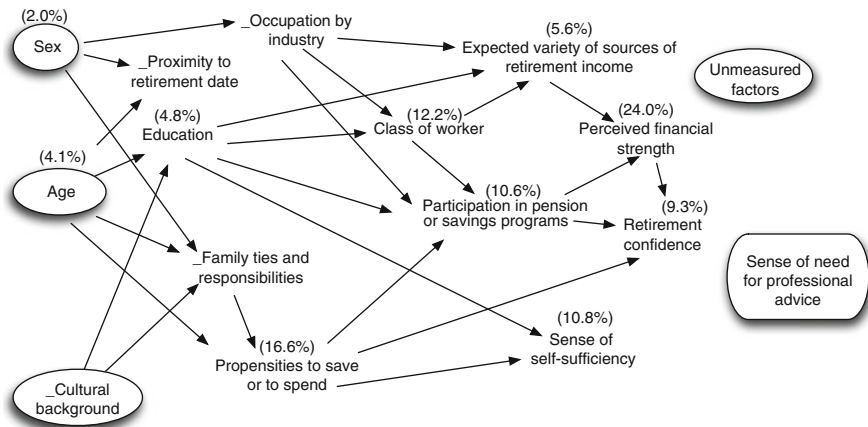 (2.0%)
Sex
_Occupation by
industry
_Proximity to
retirement date
(5.6%)
Expected variety of sources of
retirement income
Unmeasured
factors
(4.8%)
Education
(12.2%)
Class of worker
(24.0%)
Perceived financial
strength
(4.1%)
Age
(10.6%)
Participation in pension
or savings programs
(9.3%)
Retirement
confidence
_Family ties and
responsibilities
Sense of need
for professional
advice
(16.6%)
Propensities to save
or to spend
(10.8%)
Sense of
self-sufficiency
_Cultural
background